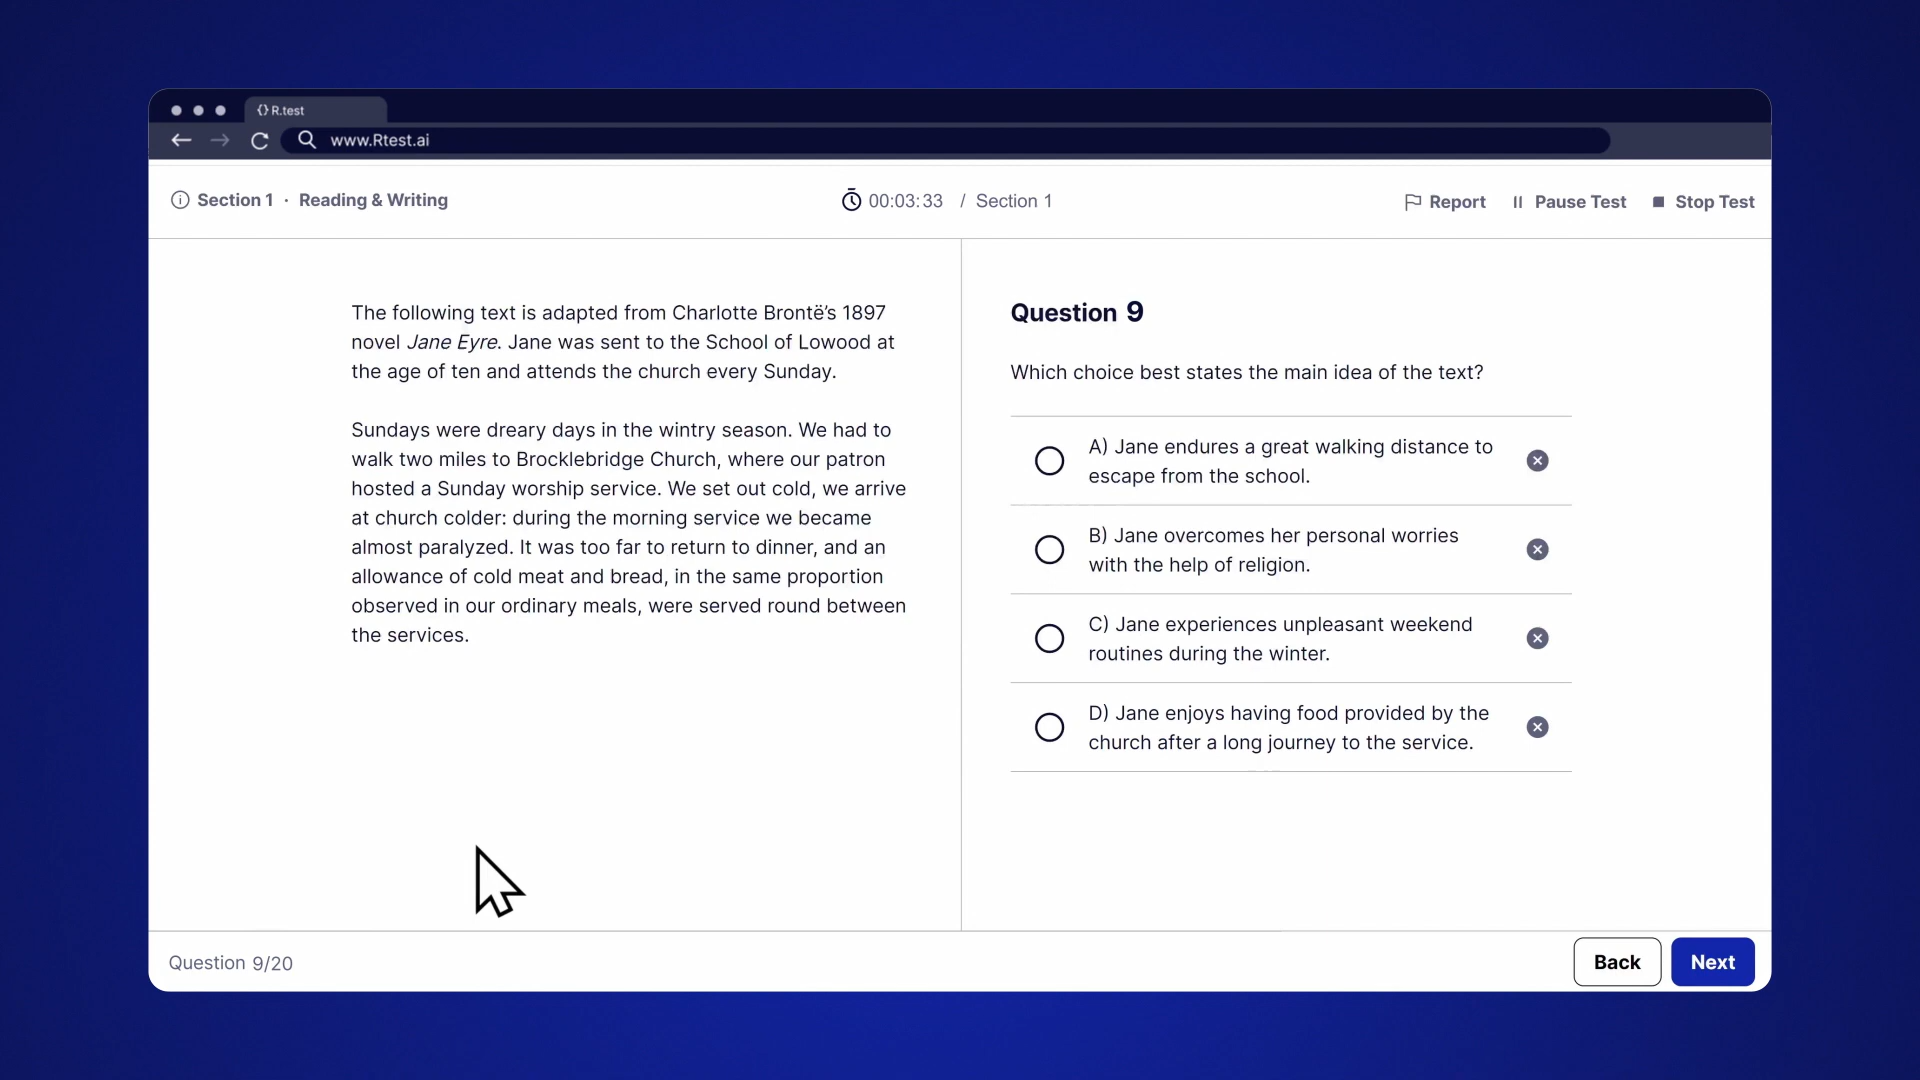 {} R.test
www.Rtest.ai
Section 1 · Reading & Writing
00:03:33 / Section 1
Report
Pause Test
Stop Test
The following text is adapted from Charlotte Brontë's 1897
novel Jane Eyre. Jane was sent to the School of Lowood at
the age of ten and attends the church every Sunday.
Sundays were dreary days in the wintry season. We had to
walk two miles to Brocklebridge Church, where our patron
hosted a Sunday worship service. We set out cold, we arrive
at church colder: during the morning service we became
almost paralyzed. It was too far to return to dinner, and an
allowance of cold meat and bread, in the same proportion
observed in our ordinary meals, were served round between
the services.
Question 9
Which choice best states the main idea of the text?
A) Jane endures a great walking distance to
escape from the school.
B) Jane overcomes her personal worries
with the help of religion.
C) Jane experiences unpleasant weekend
routines during the winter.
D) Jane enjoys having food provided by the
church after a long journey to the service.
Question 9/20
Back
Next